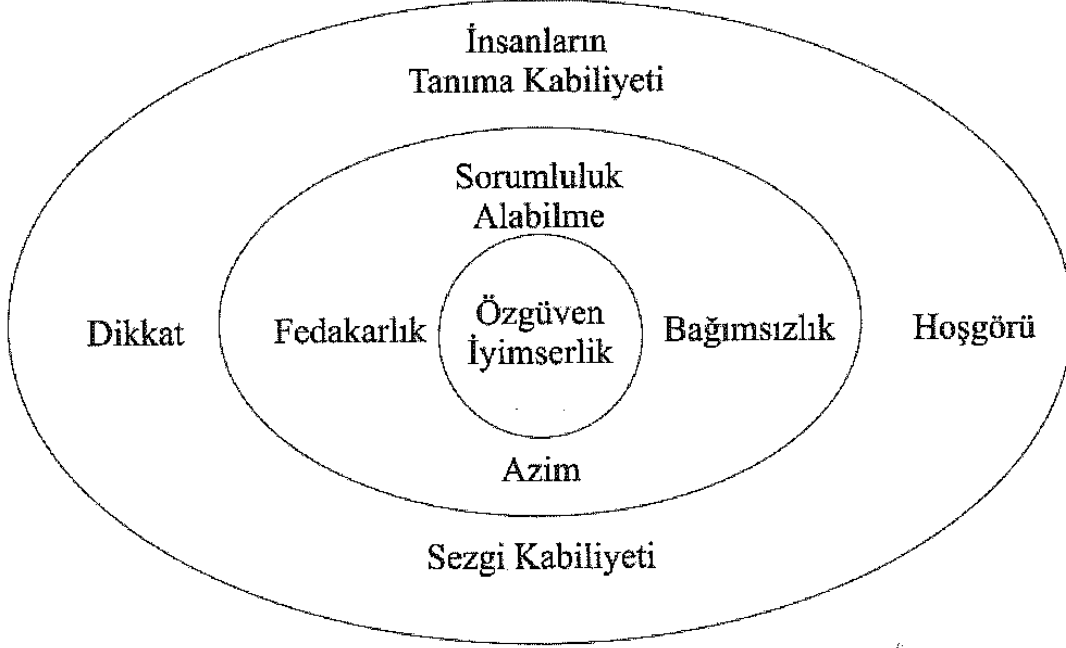 İnsanların
Tanıma Kabiliyeti
Sorumluluk
Alabilme
Dikkat
Fedakarlık
Özgüven
İyimserlik
Bağımsızlık
Hoşgörü
Azim
Sezgi Kabiliyeti